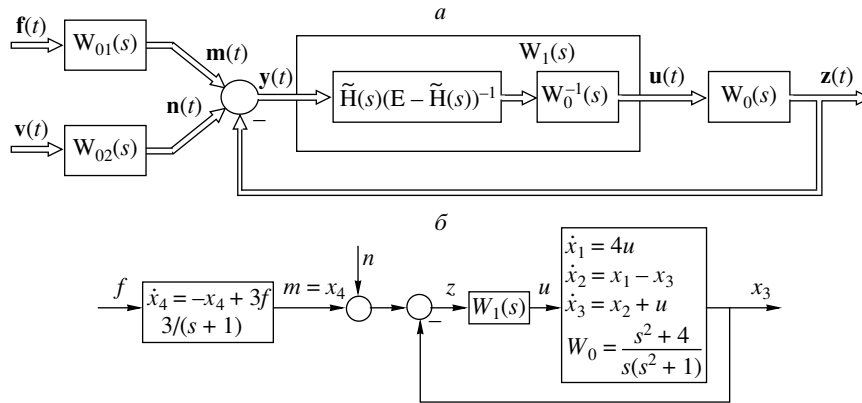 а
f(t)
W₀₁(s)
m(t)
W₁(s)
y(t)
H̃(s)(E – H̃(s))⁻¹
W₀⁻¹(s)
u(t)
W₀(s)
z(t)
n(t)
v(t)
W₀₂(s)
–
б
f
ẋ₄ = –x₄ + 3f
3/(s + 1)
m = x₄
n
z
W₁(s)
u
–
ẋ₁ = 4u
ẋ₂ = x₁ – x₃
ẋ₃ = x₂ + u
W₀ = (s² + 4)/(s(s² + 1))
x₃